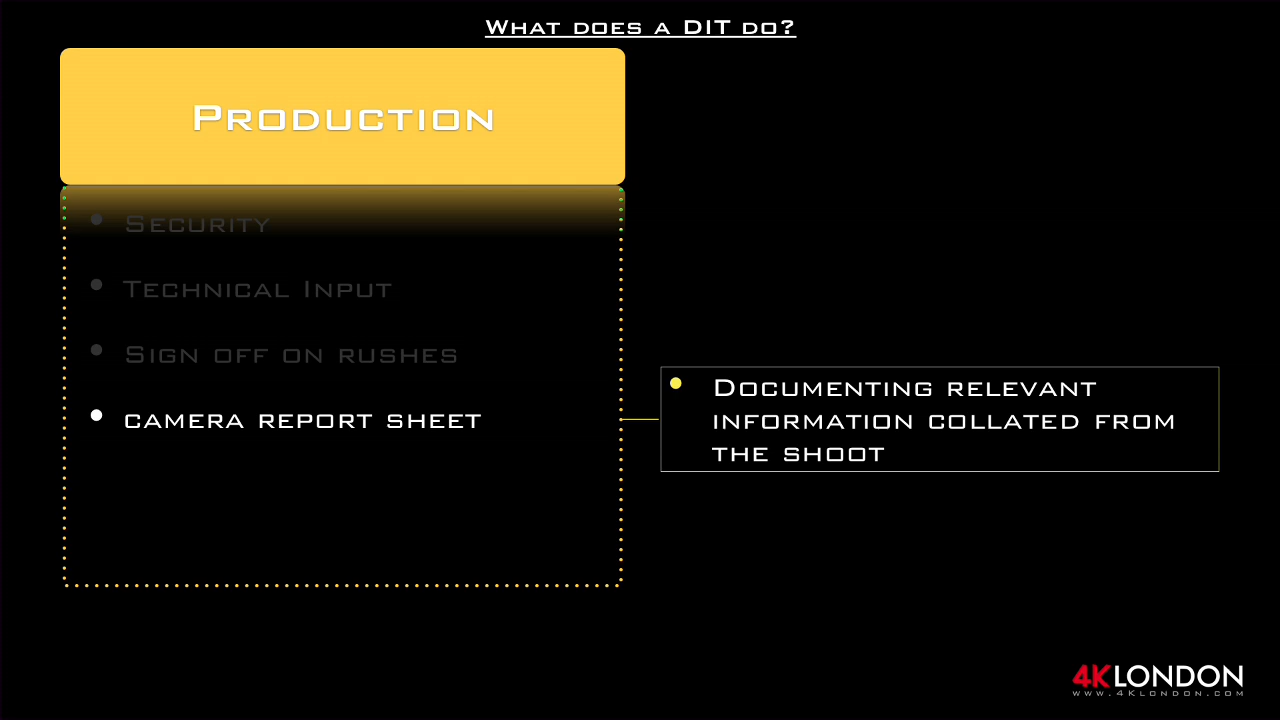 What does a DIT do?
Production
Security
Technical Input
Sign off on rushes
camera report sheet
Documenting relevant
information collated from
the shoot
4KLONDON
www.4Klondon.com